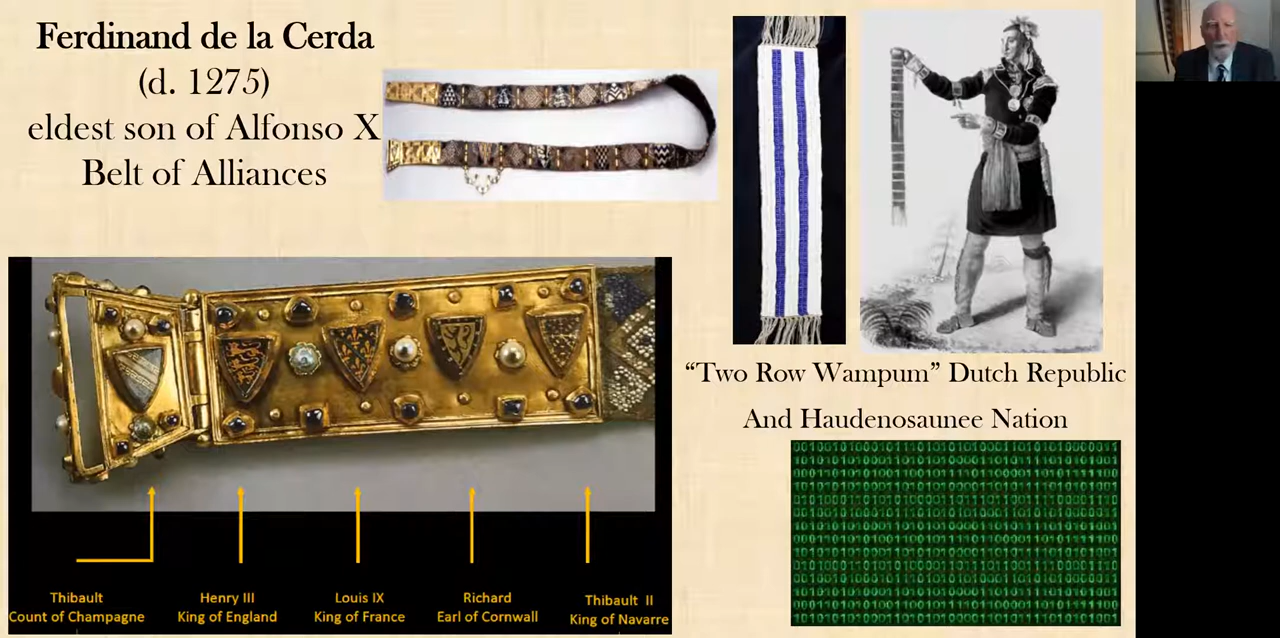 Ferdinand de la Cerda
(d. 1275)
eldest son of Alfonso X
Belt of Alliances
"Two Row Wampum" Dutch Republic
And Haudenosaunee Nation
Thibault
Count of Champagne
Henry III
King of England
Louis IX
King of France
Richard
Earl of Cornwall
Thibault II
King of Navarre